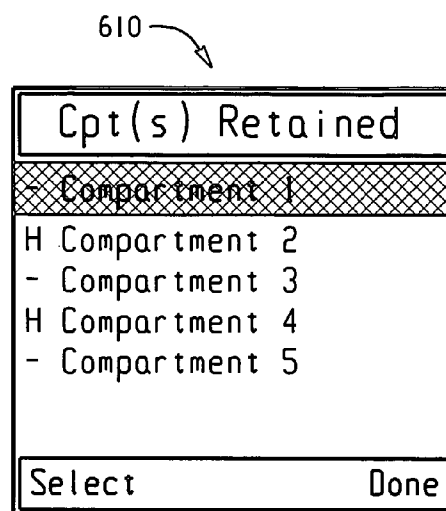 610
Cpt(s) Retained
- Compartment 1
H Compartment 2
- Compartment 3
H Compartment 4
- Compartment 5
Select Done